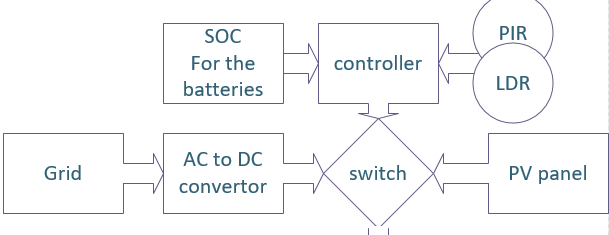 SOC
For the
batteries
controller
PIR
LDR
Grid
AC to DC
convertor
switch
PV panel